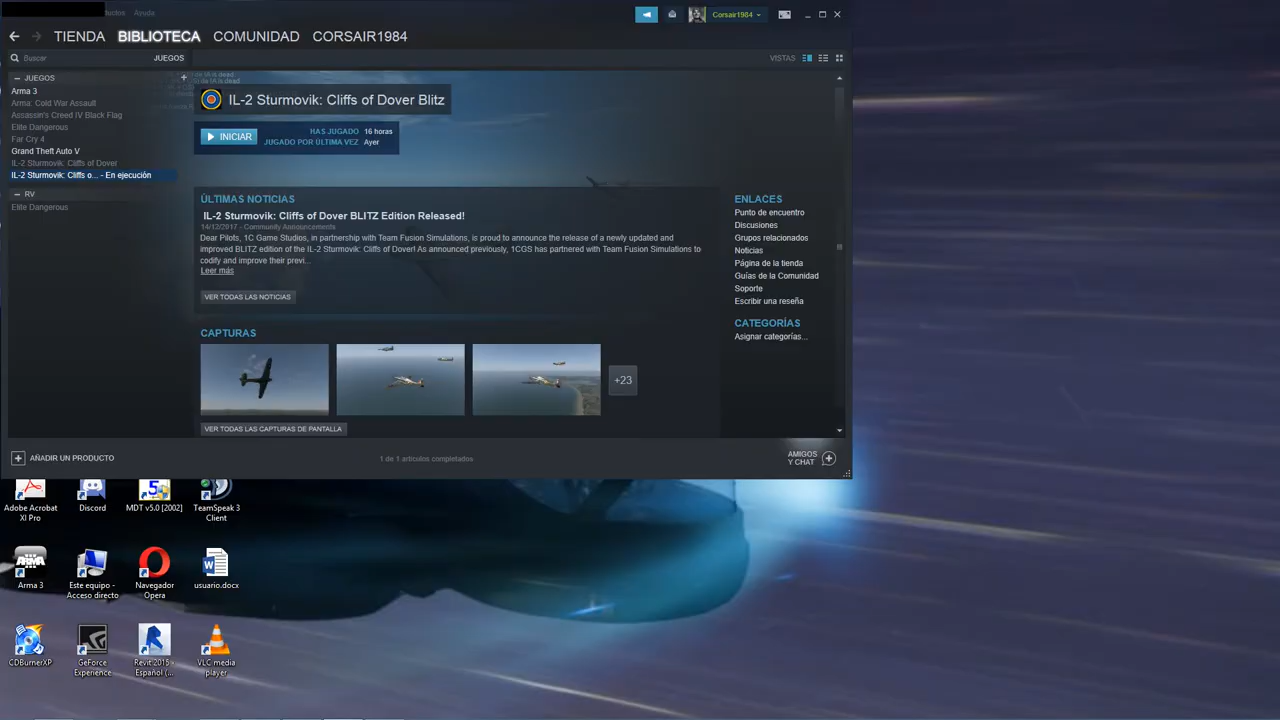 ductos Ayuda
Corsair1984
TIENDA BIBLIOTECA COMUNIDAD CORSAIR1984
Buscar JUEGOS VISTAS
JUEGOS
de IA is dead
Arma 3
Arma: Cold War Assault
Assassin's Creed IV Black Flag
Elite Dangerous
Far Cry 4
Grand Theft Auto V
IL-2 Sturmovik: Cliffs of Dover
IL-2 Sturmovik: Cliffs o... - En ejecución
RV
Elite Dangerous
IL-2 Sturmovik: Cliffs of Dover Blitz
INICIAR
HAS JUGADO 16 horas
JUGADO POR ÚLTIMA VEZ Ayer
ÚLTIMAS NOTICIAS
IL-2 Sturmovik: Cliffs of Dover BLITZ Edition Released!
14/12/2017 - Community Announcements
Dear Pilots, 1C Game Studios, in partnership with Team Fusion Simulations, is proud to announce the release of a newly updated and
improved BLITZ edition of the IL-2 Sturmovik: Cliffs of Dover! As announced previously, 1CGS has partnered with Team Fusion Simulations to
codify and improve their previ...
Leer más
VER TODAS LAS NOTICIAS
CAPTURAS
+23
VER TODAS LAS CAPTURAS DE PANTALLA
ENLACES
Punto de encuentro
Discusiones
Grupos relacionados
Noticias
Página de la tienda
Guías de la Comunidad
Soporte
Escribir una reseña
CATEGORÍAS
Asignar categorías...
AÑADIR UN PRODUCTO
1 de 1 artículos completados
AMIGOS
Y CHAT
Adobe Acrobat
XI Pro
Discord
MDT v5.0 [2002]
TeamSpeak 3
Client
Arma 3
Este equipo -
Acceso directo
Navegador
Opera
usuario.docx
CDBurnerXP
GeForce
Experience
Revit 2015 -
Español (...
VLC media
player